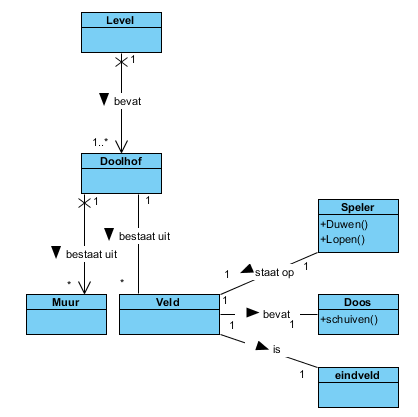 Level
1
bevat
1..*
Doolhof
1 1
bestaat uit
bestaat uit
* *
Muur
Veld
Speler
+Duwen()
+Lopen()
1
staat op
1
1
bevat
1
1
Doos
+schuiven()
is
1
eindveld